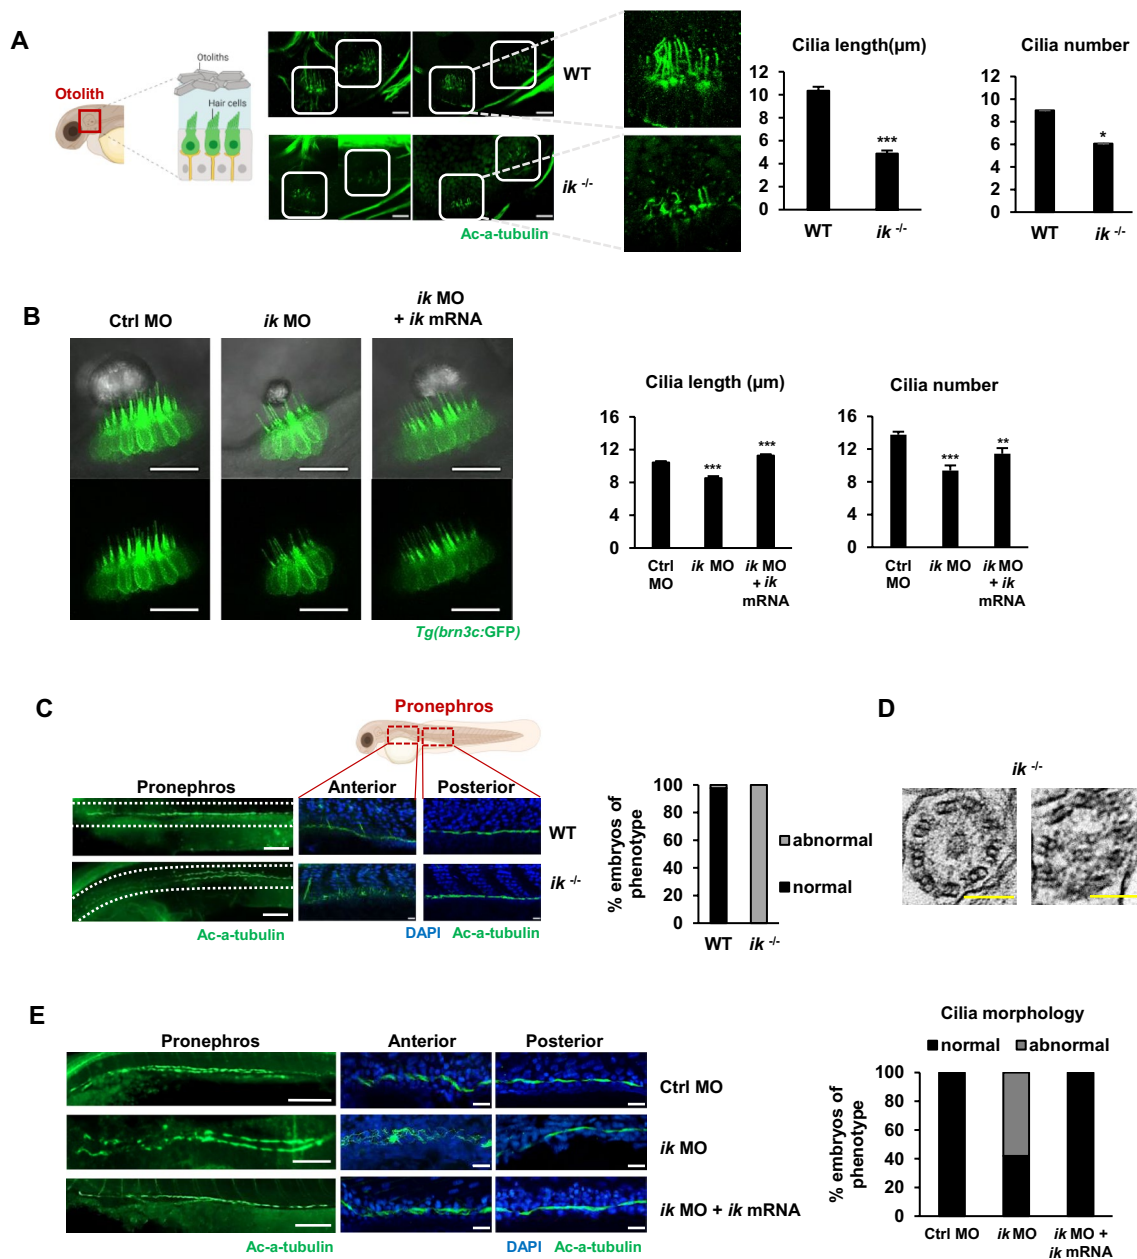 A
Otolith
Otoliths
Hair cells
WT
ik -/-
Ac-a-tubulin
Cilia length(µm)
12
10
8
6
4
2
0
***
WT
ik -/-
Cilia number
12
10
8
6
4
2
0
*
WT
ik -/-
B
Ctrl MO
ik MO
ik MO
+ ik mRNA
Tg(brn3c:GFP)
Cilia length (µm)
16
12
8
4
0
***
***
Ctrl
MO
ik MO
ik MO
+ ik
mRNA
Cilia number
16
12
8
4
0
***
**
Ctrl
MO
ik MO
ik MO
+ ik
mRNA
C
Pronephros
Pronephros
Anterior
Posterior
WT
ik -/-
Ac-a-tubulin
DAPI
Ac-a-tubulin
% embryos of
phenotype
100
80
60
40
20
0
WT
ik -/-
abnormal
normal
D
ik -/-
E
Pronephros
Anterior
Posterior
Ctrl MO
ik MO
ik MO + ik mRNA
Ac-a-tubulin
DAPI
Ac-a-tubulin
Cilia morphology
normal
abnormal
% embryos of
phenotype
100
80
60
40
20
0
Ctrl MO
ik MO
ik MO +
ik mRNA